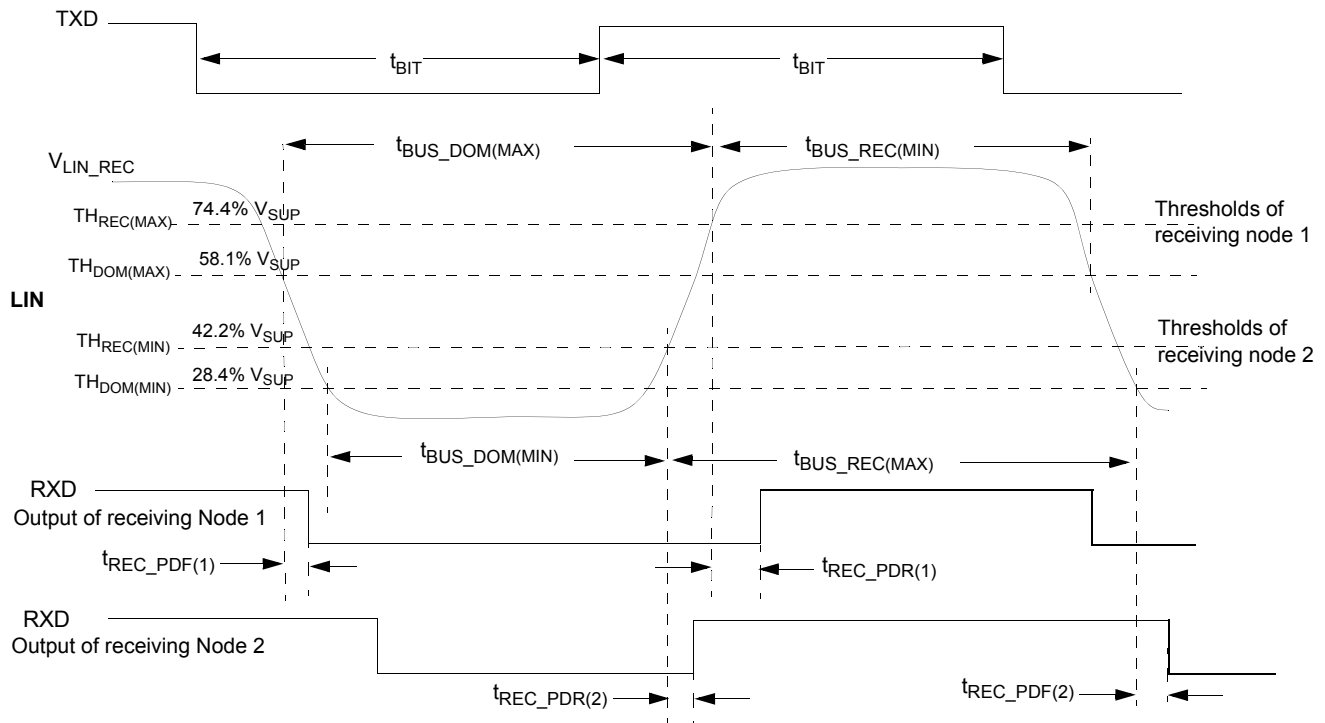 TXD
tBIT tBIT
tBUS_DOM(MAX) tBUS_REC(MIN)
VLIN_REC
THREC(MAX) 74.4% VSUP
Thresholds of
receiving node 1
THDOM(MAX) 58.1% VSUP
LIN
THREC(MIN) 42.2% VSUP
Thresholds of
receiving node 2
THDOM(MIN) 28.4% VSUP
tBUS_DOM(MIN) tBUS_REC(MAX)
RXD
Output of receiving Node 1
tREC_PDF(1) tREC_PDR(1)
RXD
Output of receiving Node 2
tREC_PDR(2) tREC_PDF(2)